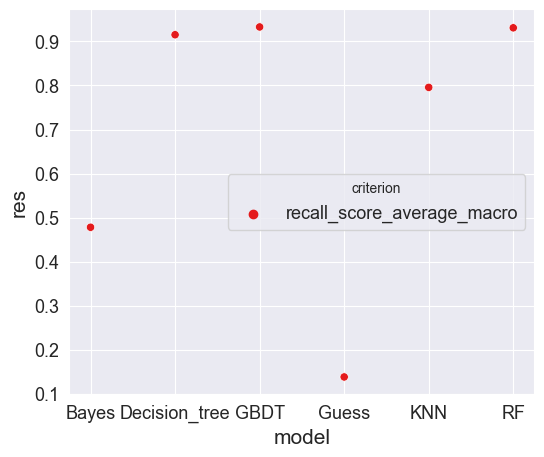 0.9
0.8
0.7
0.6
0.5
0.4
0.3
0.2
0.1
res
criterion
recall_score_average_macro
Bayes Decision_tree GBDT Guess KNN RF
model